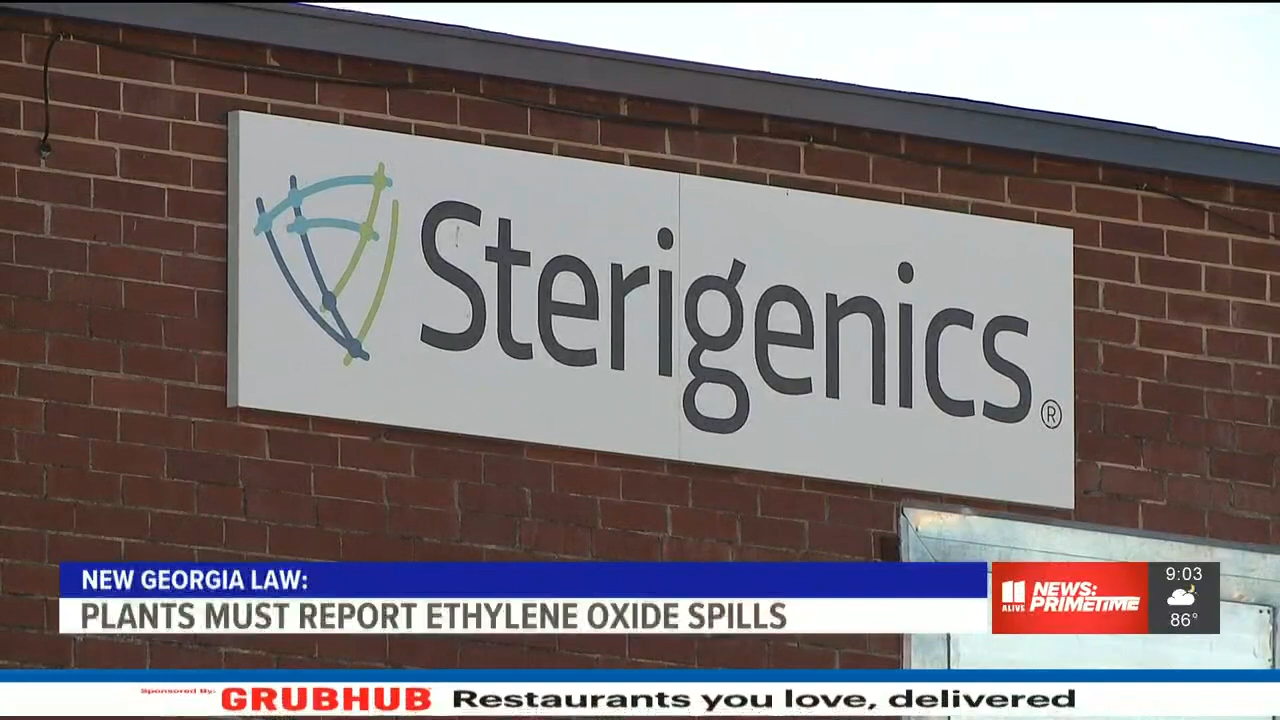 Sterigenics®
NEW GEORGIA LAW:
PLANTS MUST REPORT ETHYLENE OXIDE SPILLS
11 ALIVE NEWS: PRIMETIME
9:03
86°
Sponsored By: GRUBHUB Restaurants you love, delivered